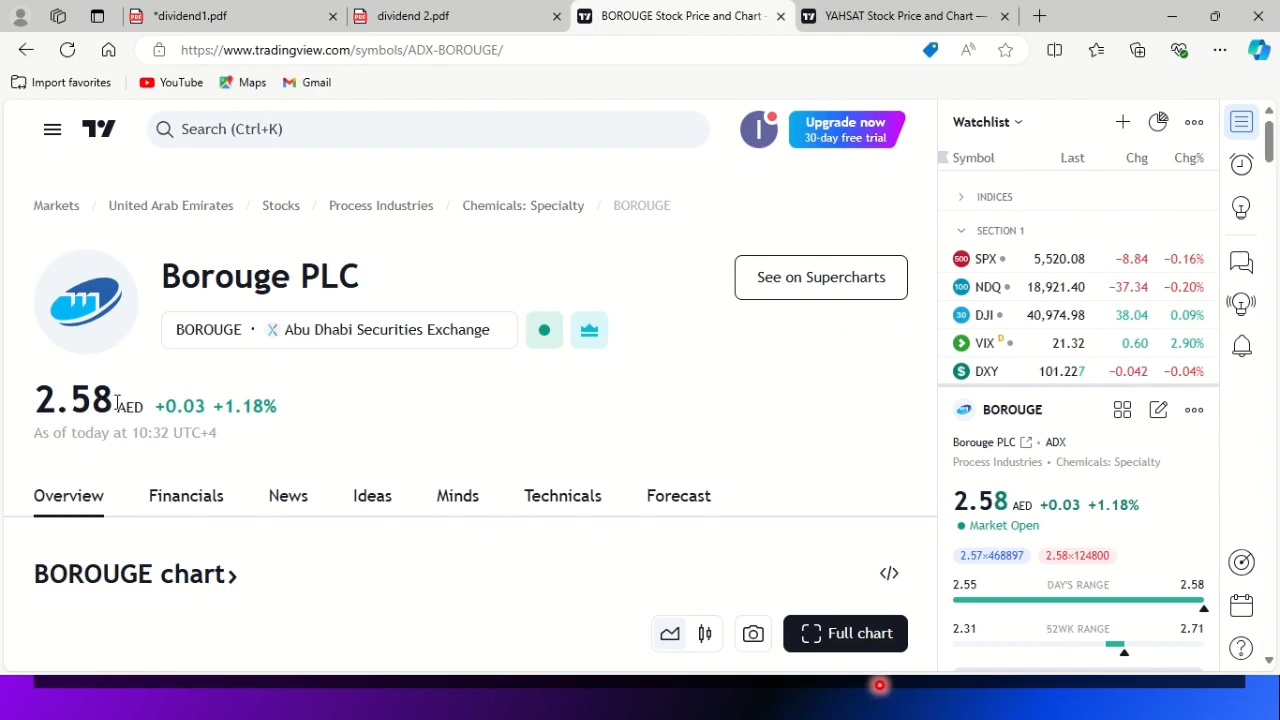 *dividend1.pdf
dividend 2.pdf
BOROUGE Stock Price and Chart -
YAHSAT Stock Price and Chart —
https://www.tradingview.com/symbols/ADX-BOROUGE/
Import favorites
YouTube
Maps
Gmail
Search (Ctrl+K)
I
Upgrade now
30-day free trial
Markets / United Arab Emirates / Stocks / Process Industries / Chemicals: Specialty / BOROUGE
Borouge PLC
BOROUGE · Abu Dhabi Securities Exchange
See on Supercharts
2.58 AED +0.03 +1.18%
As of today at 10:32 UTC+4
Overview Financials News Ideas Minds Technicals Forecast
BOROUGE chart
Full chart
Watchlist
Symbol Last Chg Chg%
INDICES
SECTION 1
500 SPX 5,520.08 −8.84 −0.16%
100 NDQ 18,921.40 −37.34 −0.20%
30 DJI 40,974.98 38.04 0.09%
VIX D 21.32 0.60 2.90%
$ DXY 101.227 −0.042 −0.04%
BOROUGE
Borouge PLC • ADX
Process Industries • Chemicals: Specialty
2.58 AED +0.03 +1.18%
Market Open
2.57×468897 2.58×124800
2.55 DAY'S RANGE 2.58
2.31 52WK RANGE 2.71